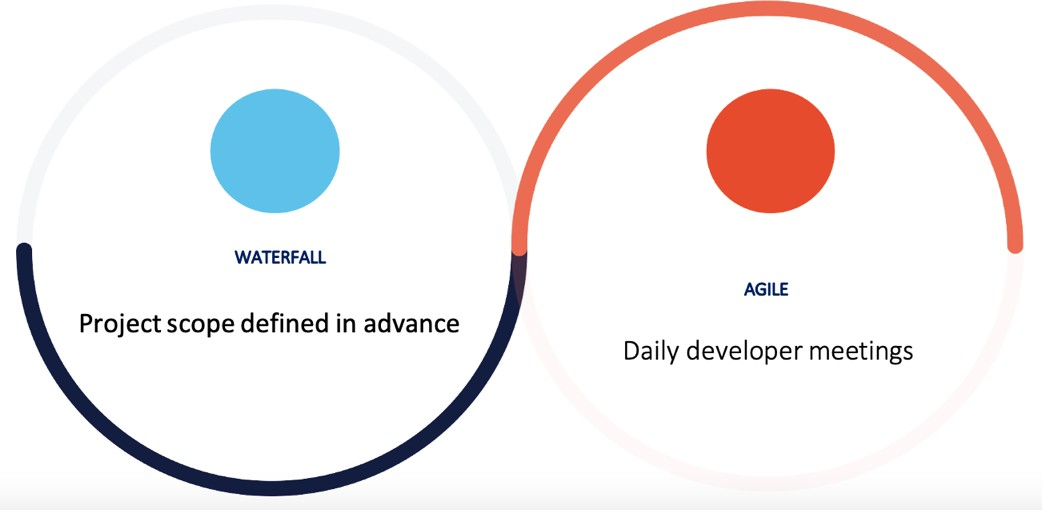 WATERFALL
Project scope defined in advance
AGILE
Daily developer meetings